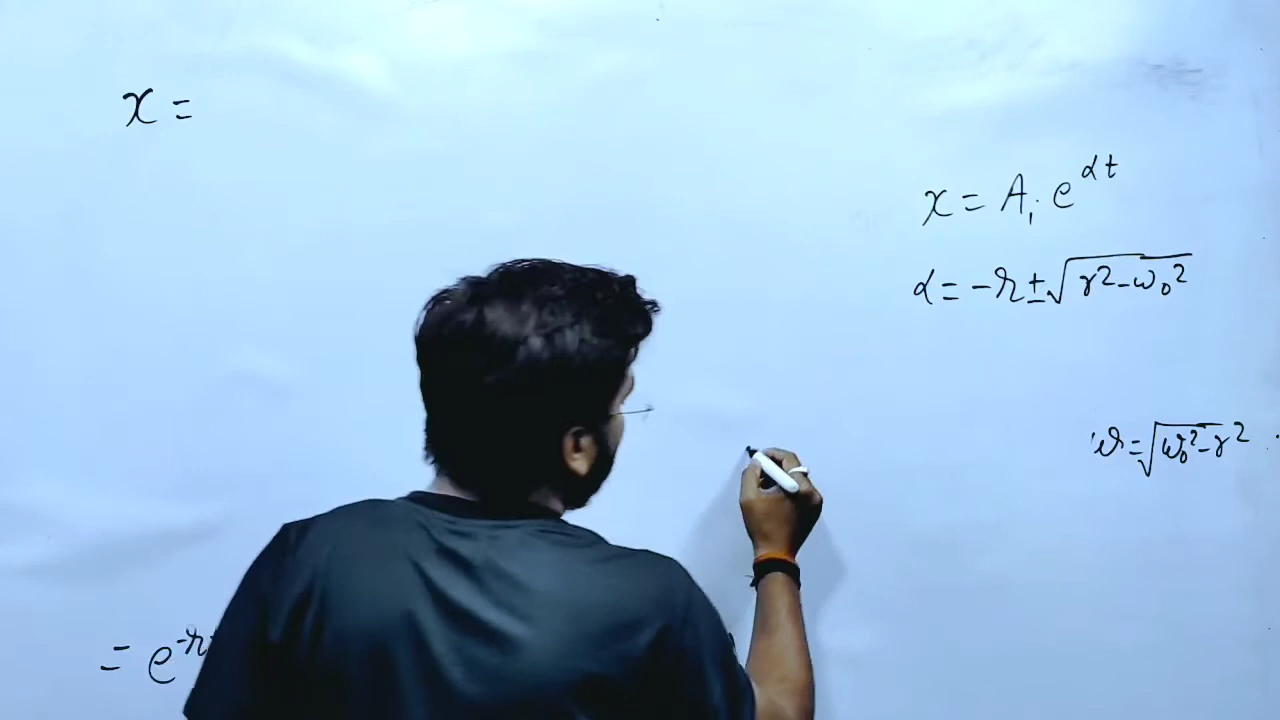 x =
x = A₁ e^{αt}
α = -r ± √(r² - ω₀²)
ω = √(ω₀² - r²)
= e^{-r